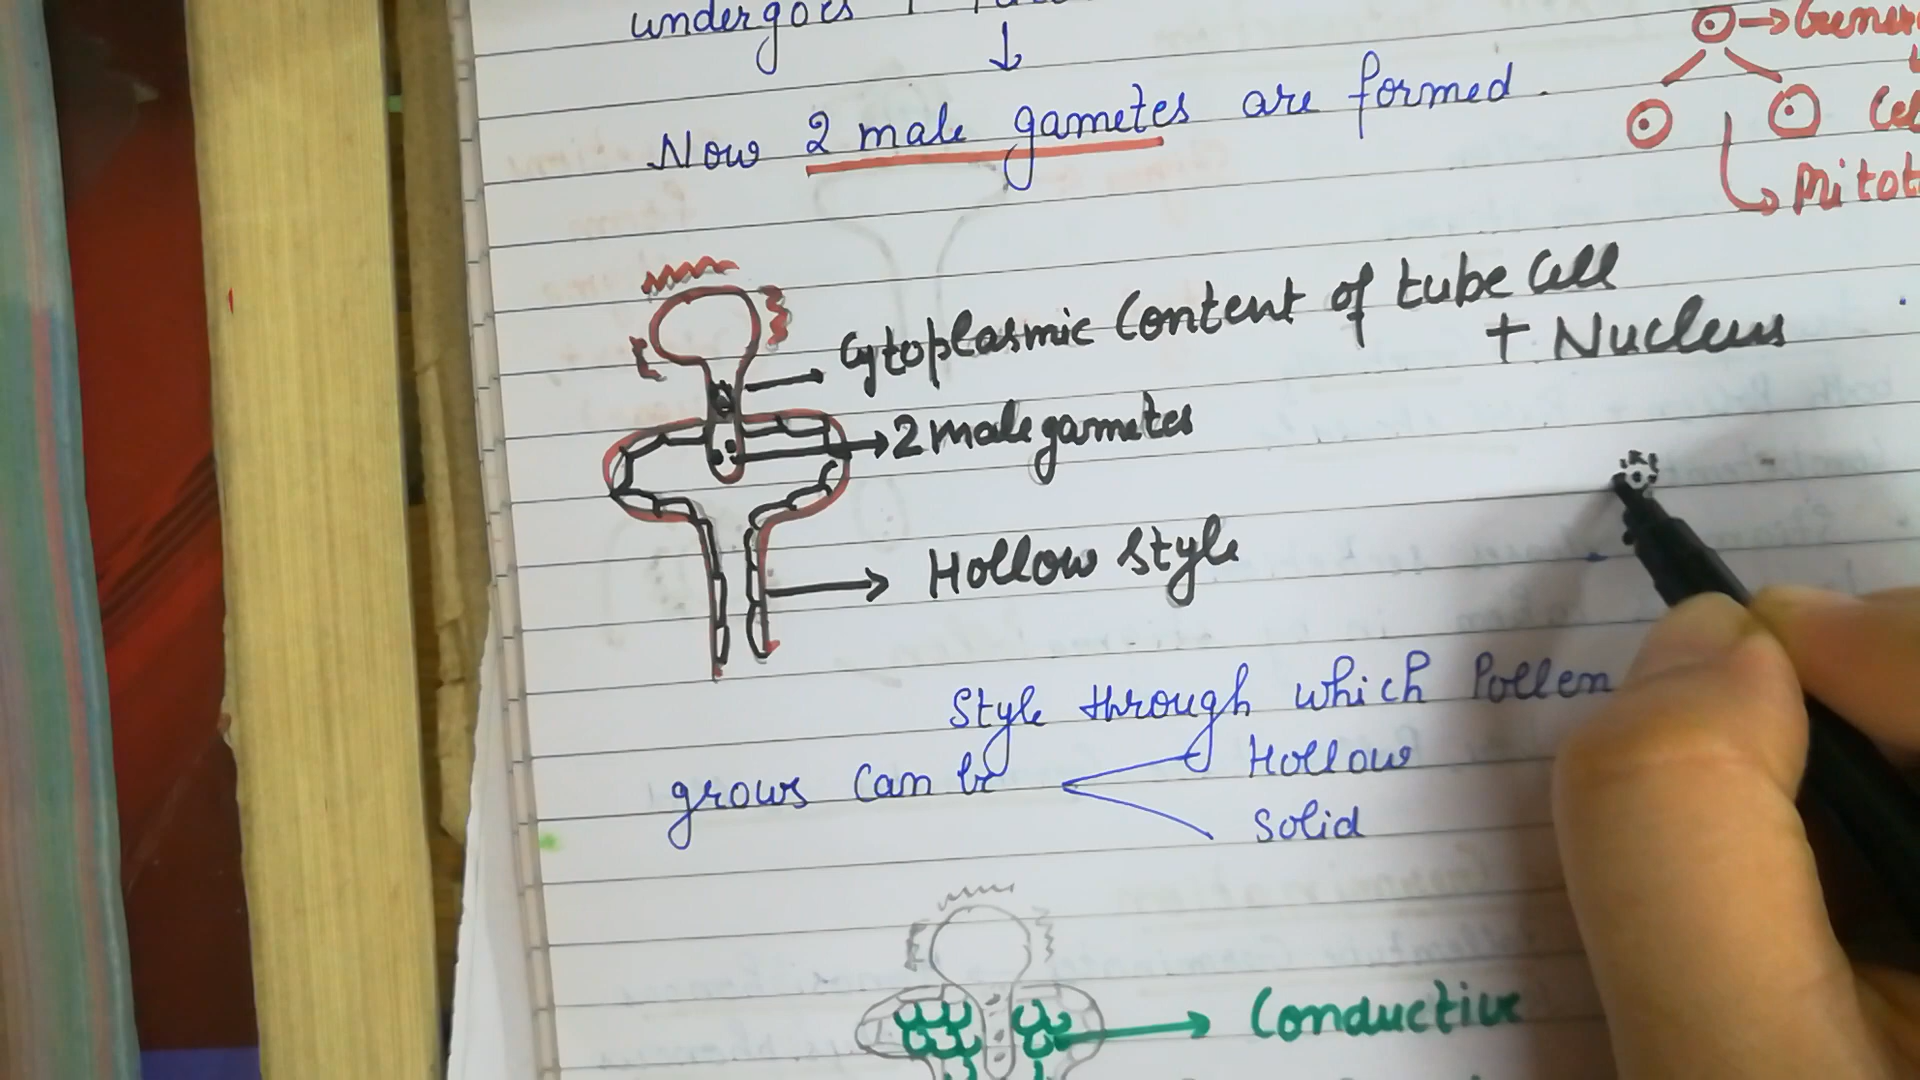 undergoes
Now 2 male gametes are formed.
Cytoplasmic Content of tube Cell
+ Nucleus
2 male gametes
Hollow style
Style through which Pollen
grows can be
Hollow
Solid
Conductive